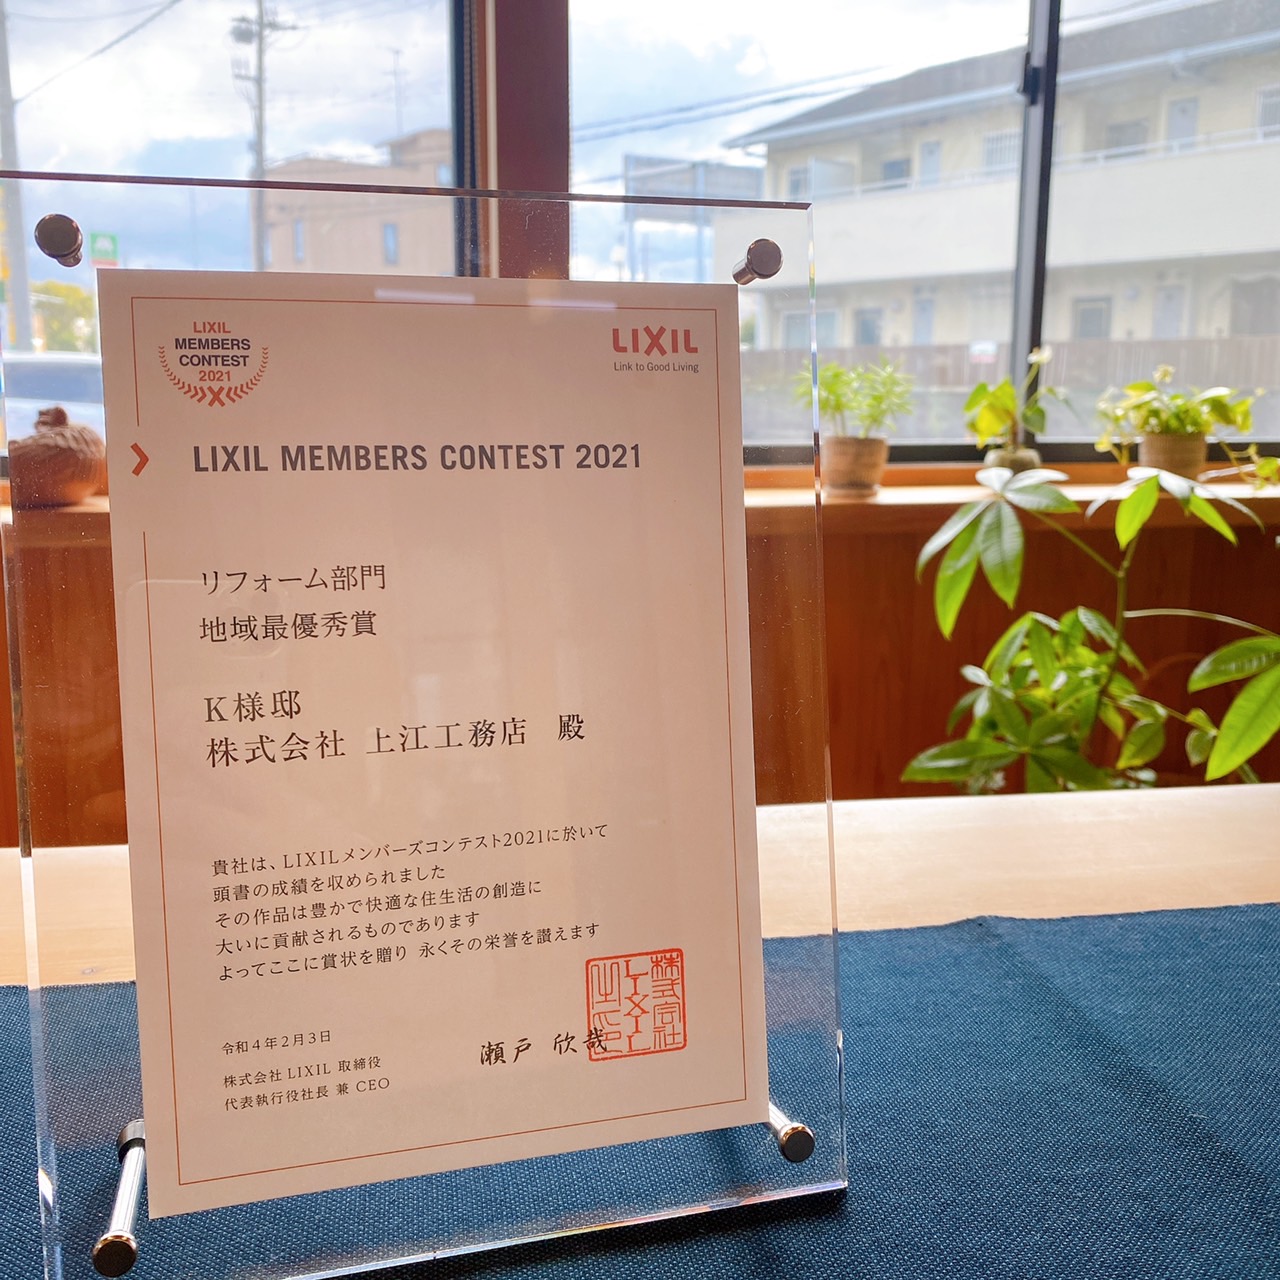 LIXIL
MEMBERS
CONTEST
2021
LIXIL
Link to Good Living
LIXIL MEMBERS CONTEST 2021
リフォーム部門
地域最優秀賞
K様邸
株式会社 上江工務店 殿
貴社は、LIXILメンバーズコンテスト2021に於いて
頭書の成績を収められました
その作品は豊かで快適な住生活の創造に
大いに貢献されるものであります
よってここに賞状を贈り 永くその栄誉を讃えます
令和4年2月3日
株式会社 LIXIL 取締役
代表執行役社長 兼 CEO
瀬戸 欣哉
株式会社
LIXIL
之印